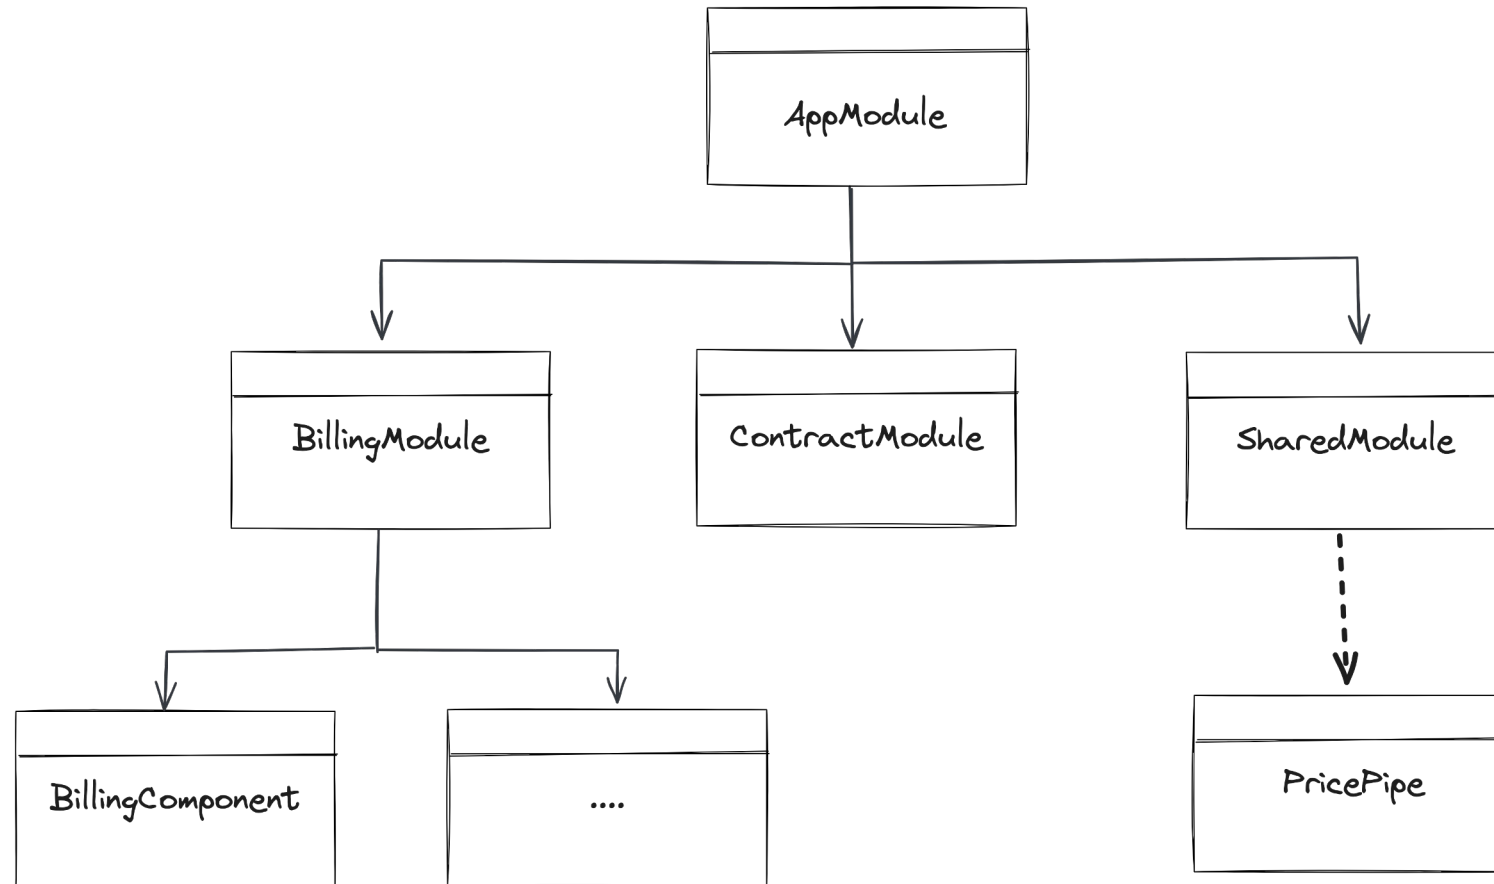 AppModule
BillingModule
ContractModule
SharedModule
BillingComponent
....
PricePipe